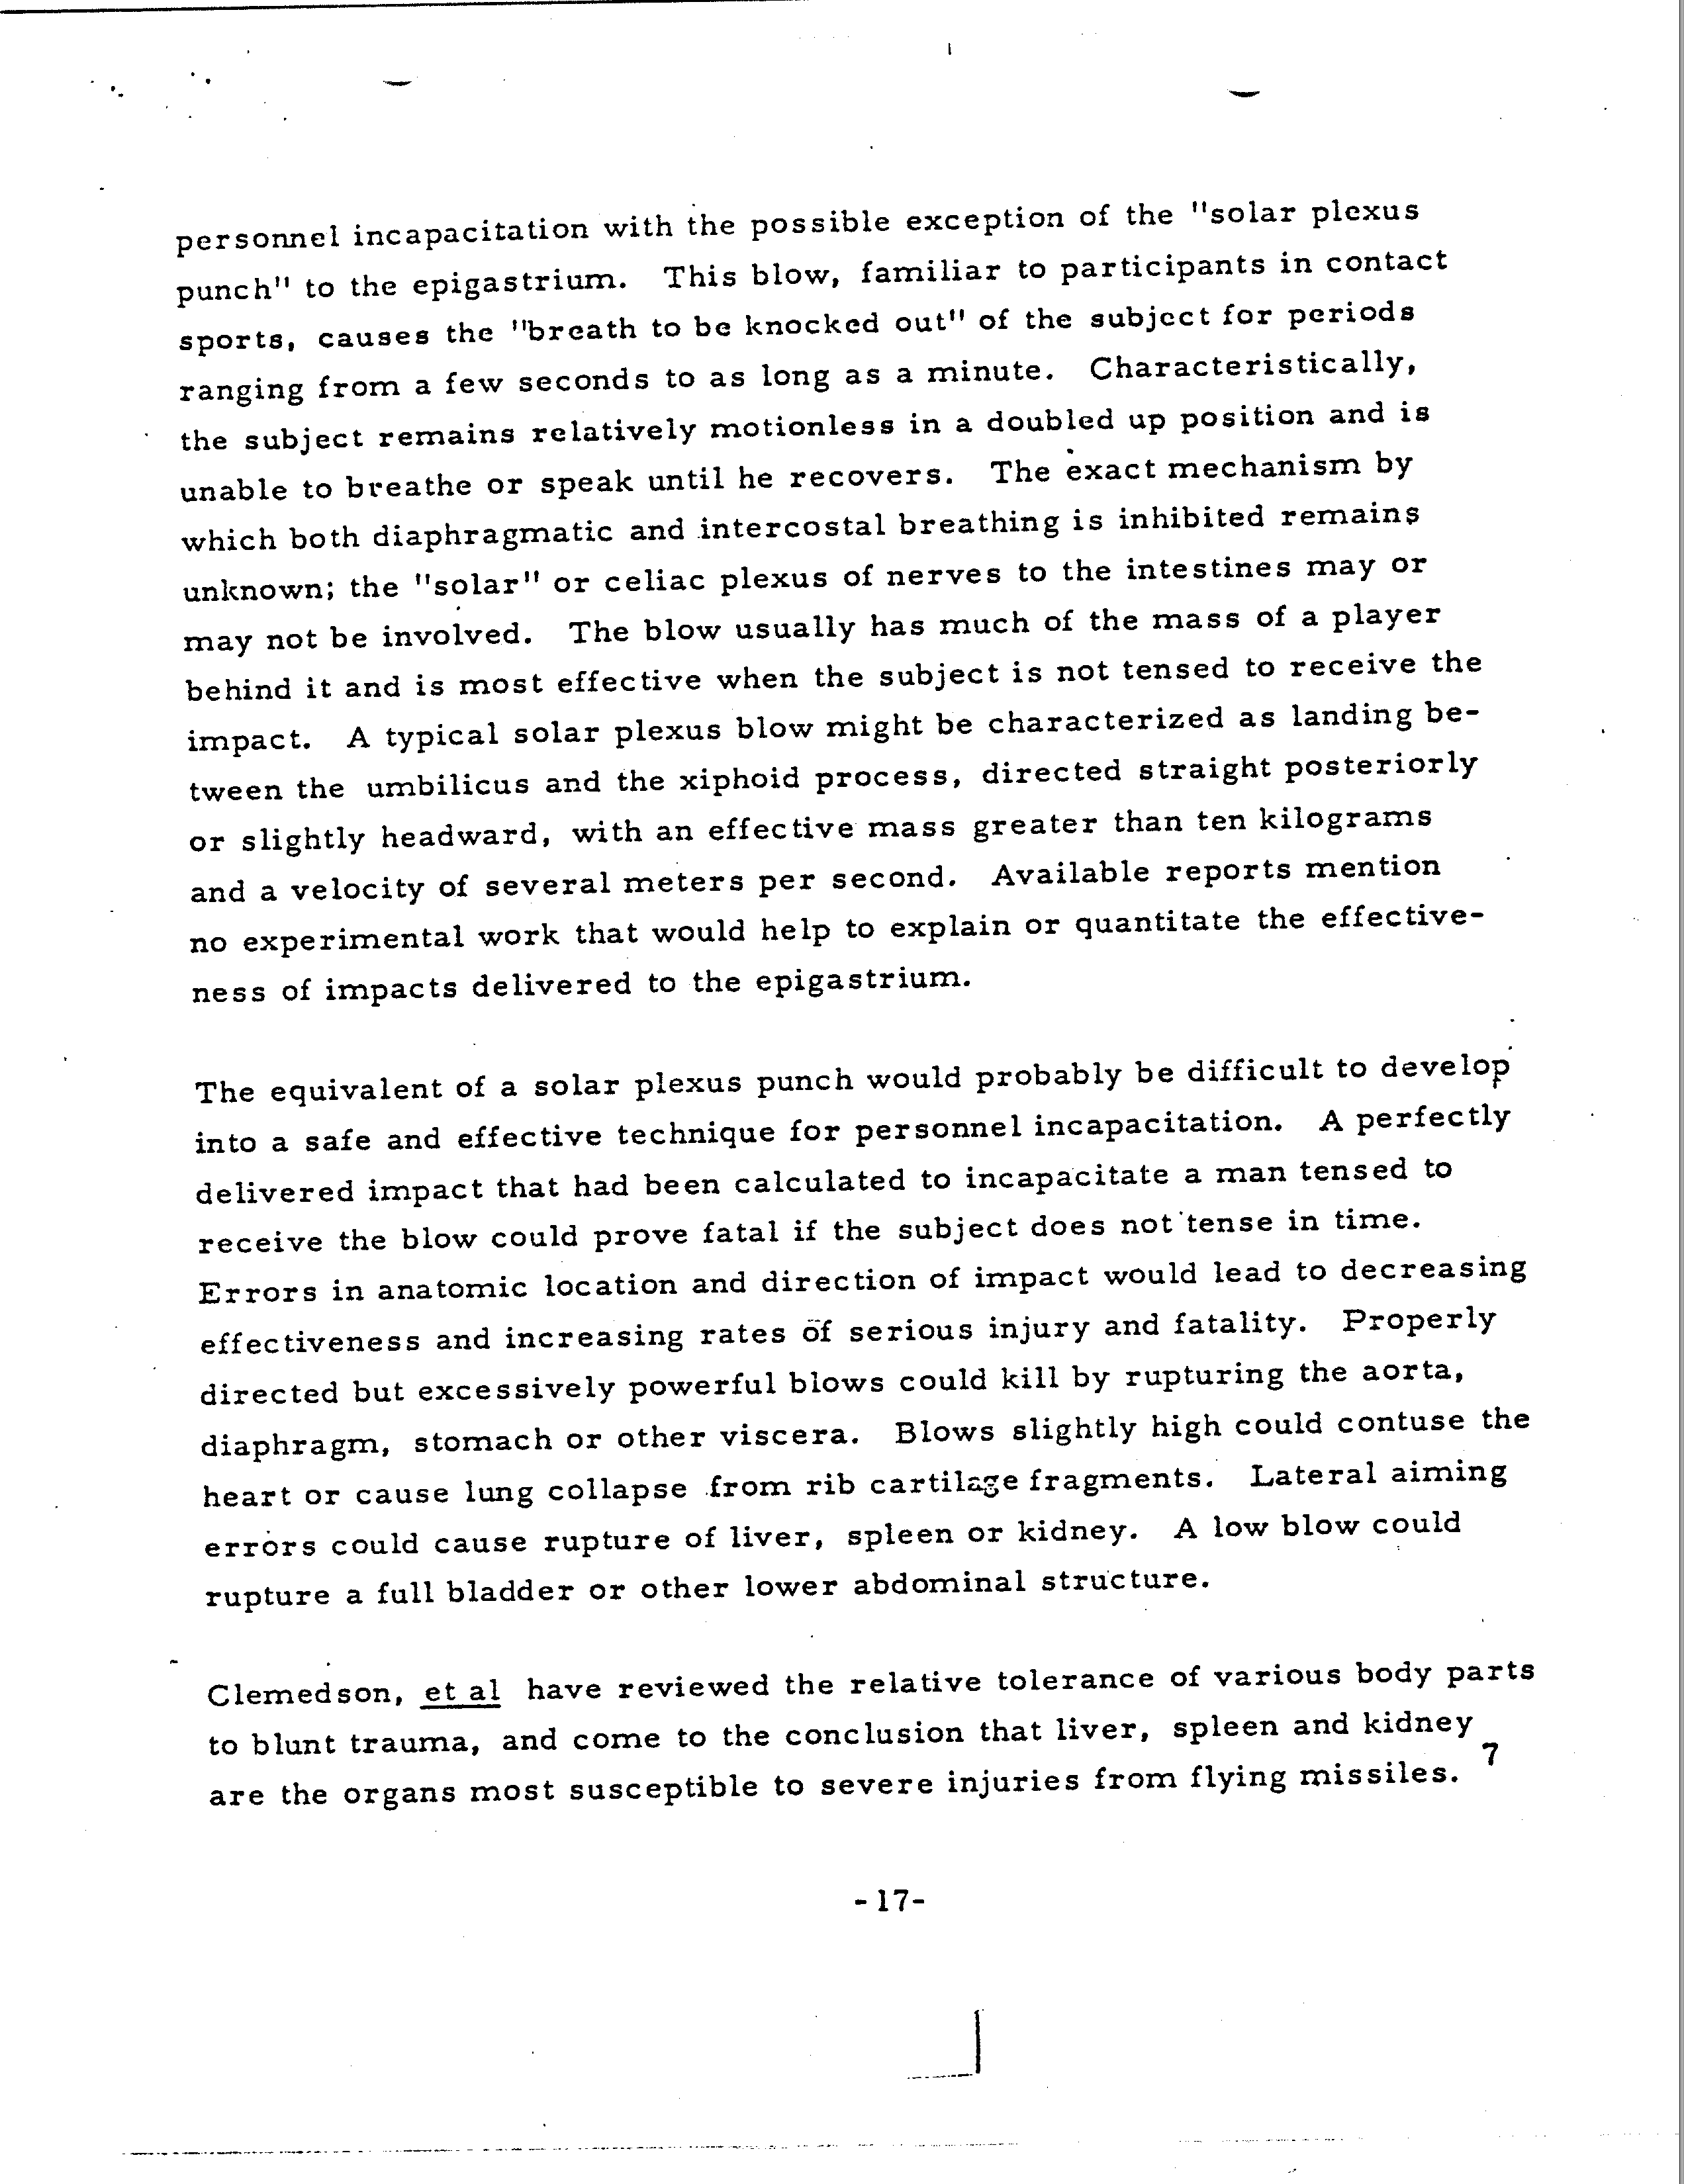 personnel incapacitation with the possible exception of the "solar plexus
punch" to the epigastrium. This blow, familiar to participants in contact
sports, causes the "breath to be knocked out" of the subject for periods
ranging from a few seconds to as long as a minute. Characteristically,
the subject remains relatively motionless in a doubled up position and is
unable to breathe or speak until he recovers. The exact mechanism by
which both diaphragmatic and intercostal breathing is inhibited remains
unknown; the "solar" or celiac plexus of nerves to the intestines may or
may not be involved. The blow usually has much of the mass of a player
behind it and is most effective when the subject is not tensed to receive the
impact. A typical solar plexus blow might be characterized as landing be-
tween the umbilicus and the xiphoid process, directed straight posteriorly
or slightly headward, with an effective mass greater than ten kilograms
and a velocity of several meters per second. Available reports mention
no experimental work that would help to explain or quantitate the effective-
ness of impacts delivered to the epigastrium.
The equivalent of a solar plexus punch would probably be difficult to develop
into a safe and effective technique for personnel incapacitation. A perfectly
delivered impact that had been calculated to incapacitate a man tensed to
receive the blow could prove fatal if the subject does not tense in time.
Errors in anatomic location and direction of impact would lead to decreasing
effectiveness and increasing rates of serious injury and fatality. Properly
directed but excessively powerful blows could kill by rupturing the aorta,
diaphragm, stomach or other viscera. Blows slightly high could contuse the
heart or cause lung collapse from rib cartilage fragments. Lateral aiming
errors could cause rupture of liver, spleen or kidney. A low blow could
rupture a full bladder or other lower abdominal structure.
Clemedson, et al have reviewed the relative tolerance of various body parts
to blunt trauma, and come to the conclusion that liver, spleen and kidney
are the organs most susceptible to severe injuries from flying missiles. 7
-17-